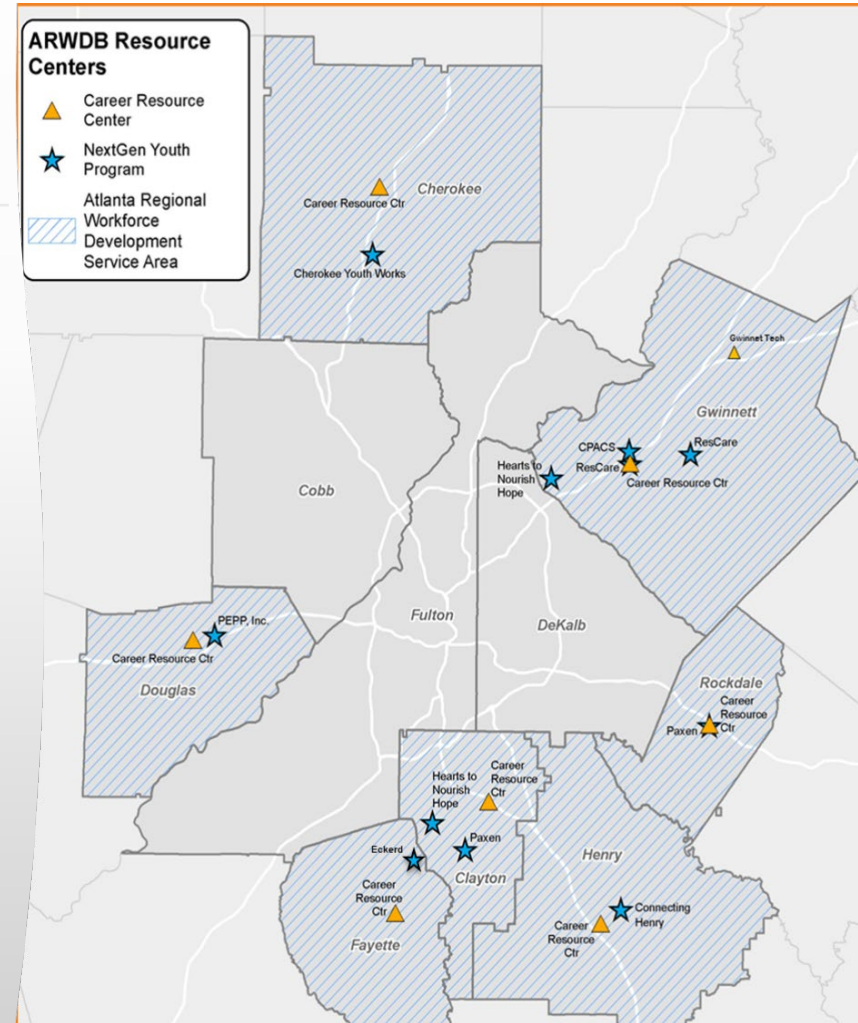 ARWDB Resource
Centers
Career Resource
Center
NextGen Youth
Program
Atlanta Regional
Workforce
Development
Service Area
Cherokee
Career Resource Ctr
Cherokee Youth Works
Gwinnet Tech
Gwinnett
CPACS
ResCare
Hearts to
Nourish
Hope
ResCare
Career Resource Ctr
Cobb
Fulton
DeKalb
PEPP, Inc.
Career Resource Ctr
Douglas
Rockdale
Career
Resource
Ctr
Paxen
Hearts to
Nourish
Hope
Career
Resource
Ctr
Paxen
Eckerd
Clayton
Henry
Career
Resource
Ctr
Fayette
Connecting
Henry
Career
Resource
Ctr